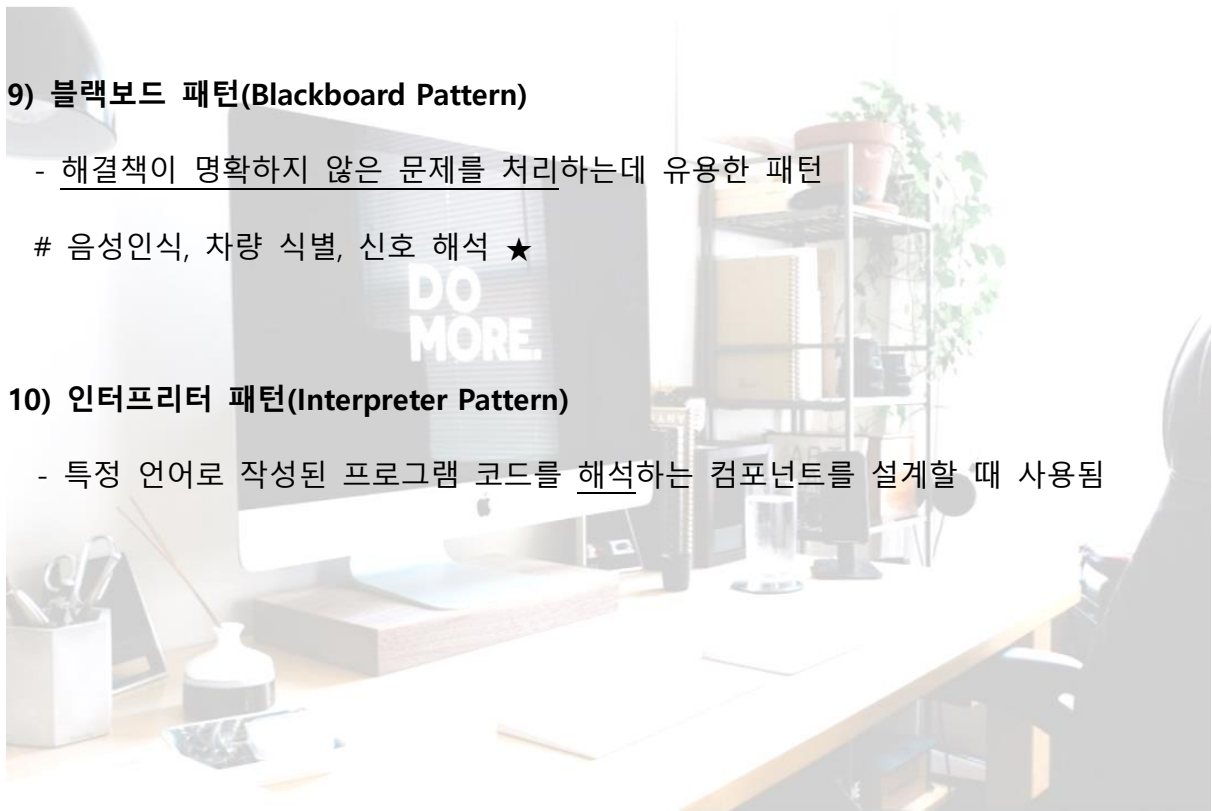 9) 블랙보드 패턴(Blackboard Pattern)
- 해결책이 명확하지 않은 문제를 처리하는데 유용한 패턴
# 음성인식, 차량 식별, 신호 해석 ★
DO
MORE.
10) 인터프리터 패턴(Interpreter Pattern)
- 특정 언어로 작성된 프로그램 코드를 해석하는 컴포넌트를 설계할 때 사용됨